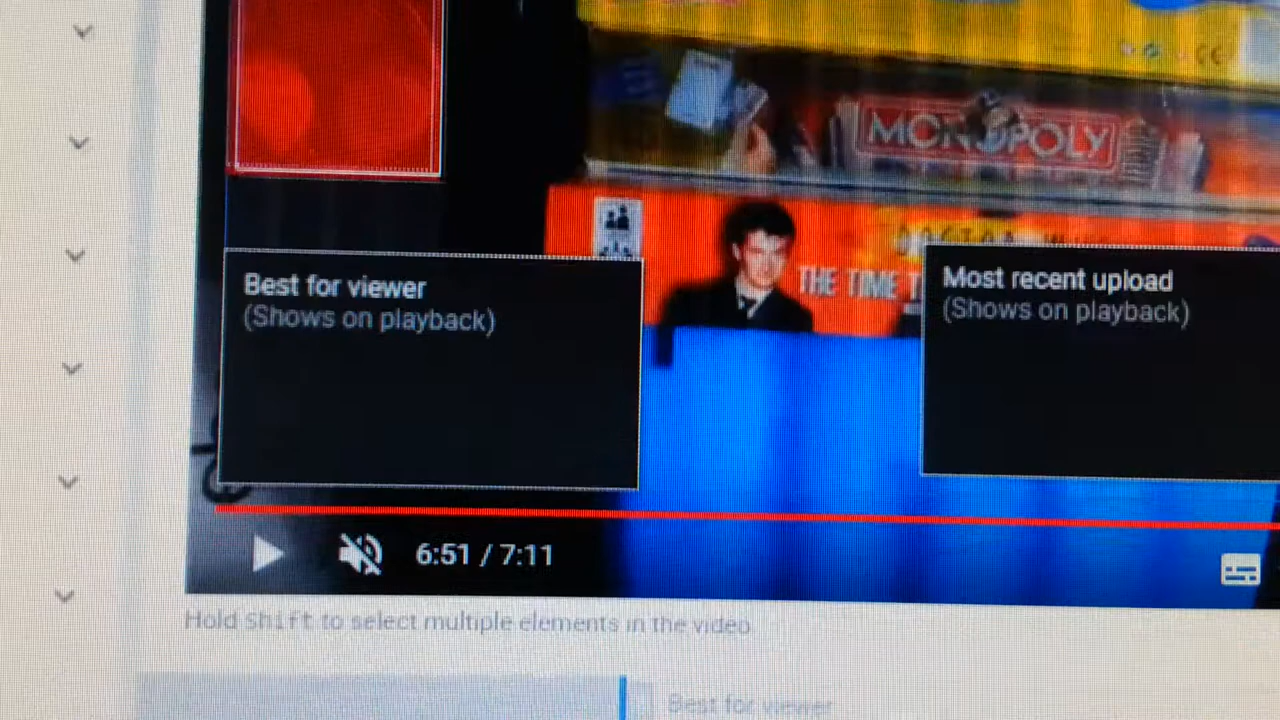 CE
MONOPOLY
THE TIME
Best for viewer
(Shows on playback)
Most recent upload
(Shows on playback)
6:51 / 7:11
Hold Shift to select multiple elements in the video
Best for viewer